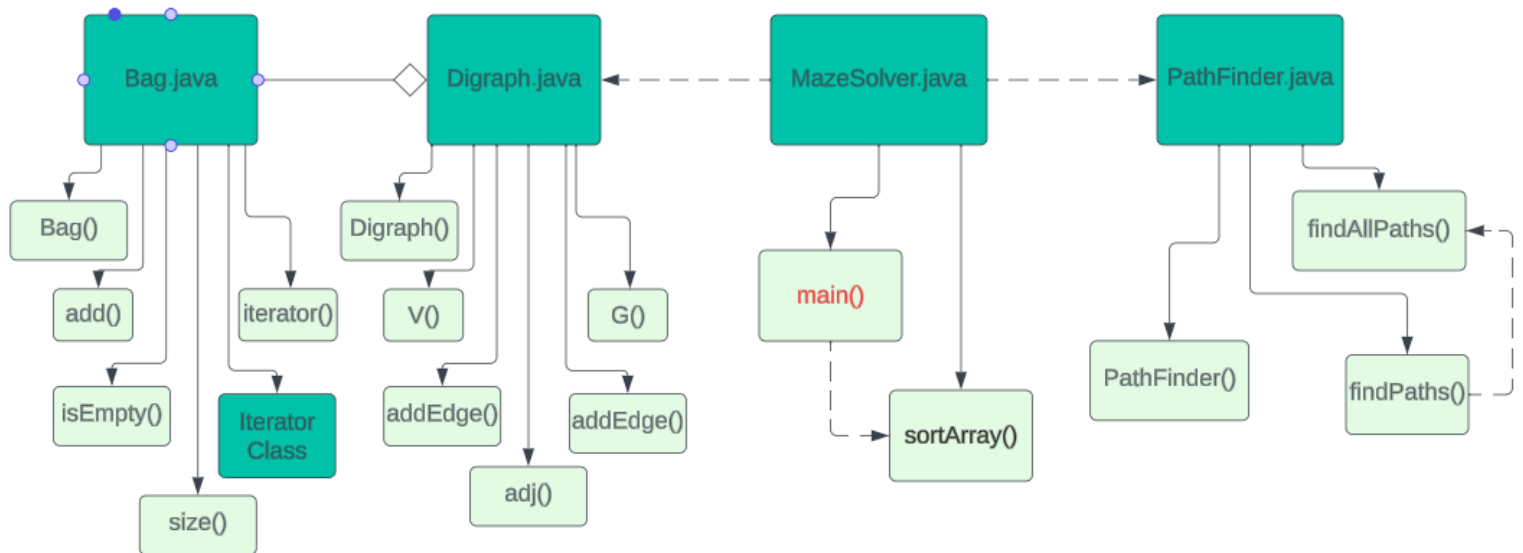 Bag.java
Digraph.java
MazeSolver.java
PathFinder.java
Bag()
Digraph()
findAllPaths()
add()
iterator()
V()
G()
main()
PathFinder()
findPaths()
isEmpty()
Iterator
Class
addEdge()
addEdge()
sortArray()
size()
adj()